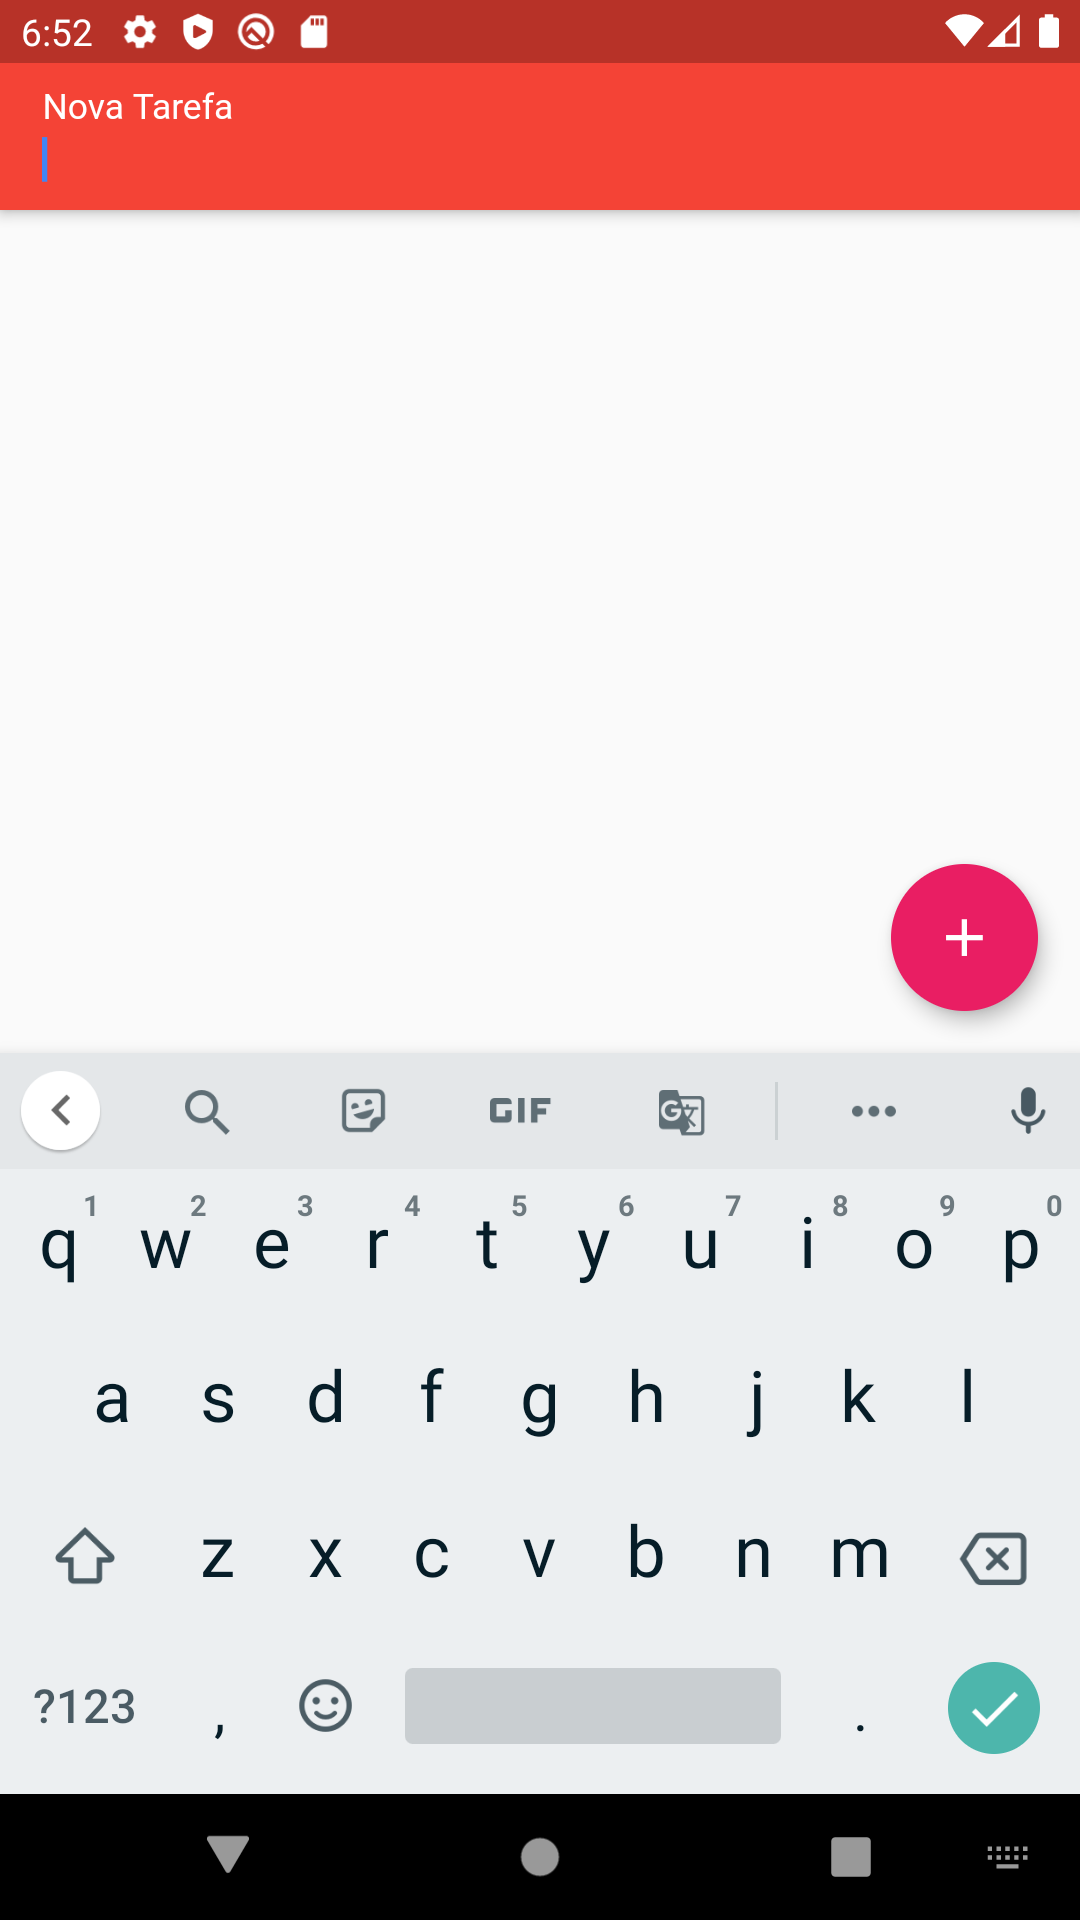 6:52
Nova Tarefa
GIF
G
1 2 3 4 5 6 7 8 9 0
q w e r t y u i o p
a s d f g h j k l
z x c v b n m
?123 , .